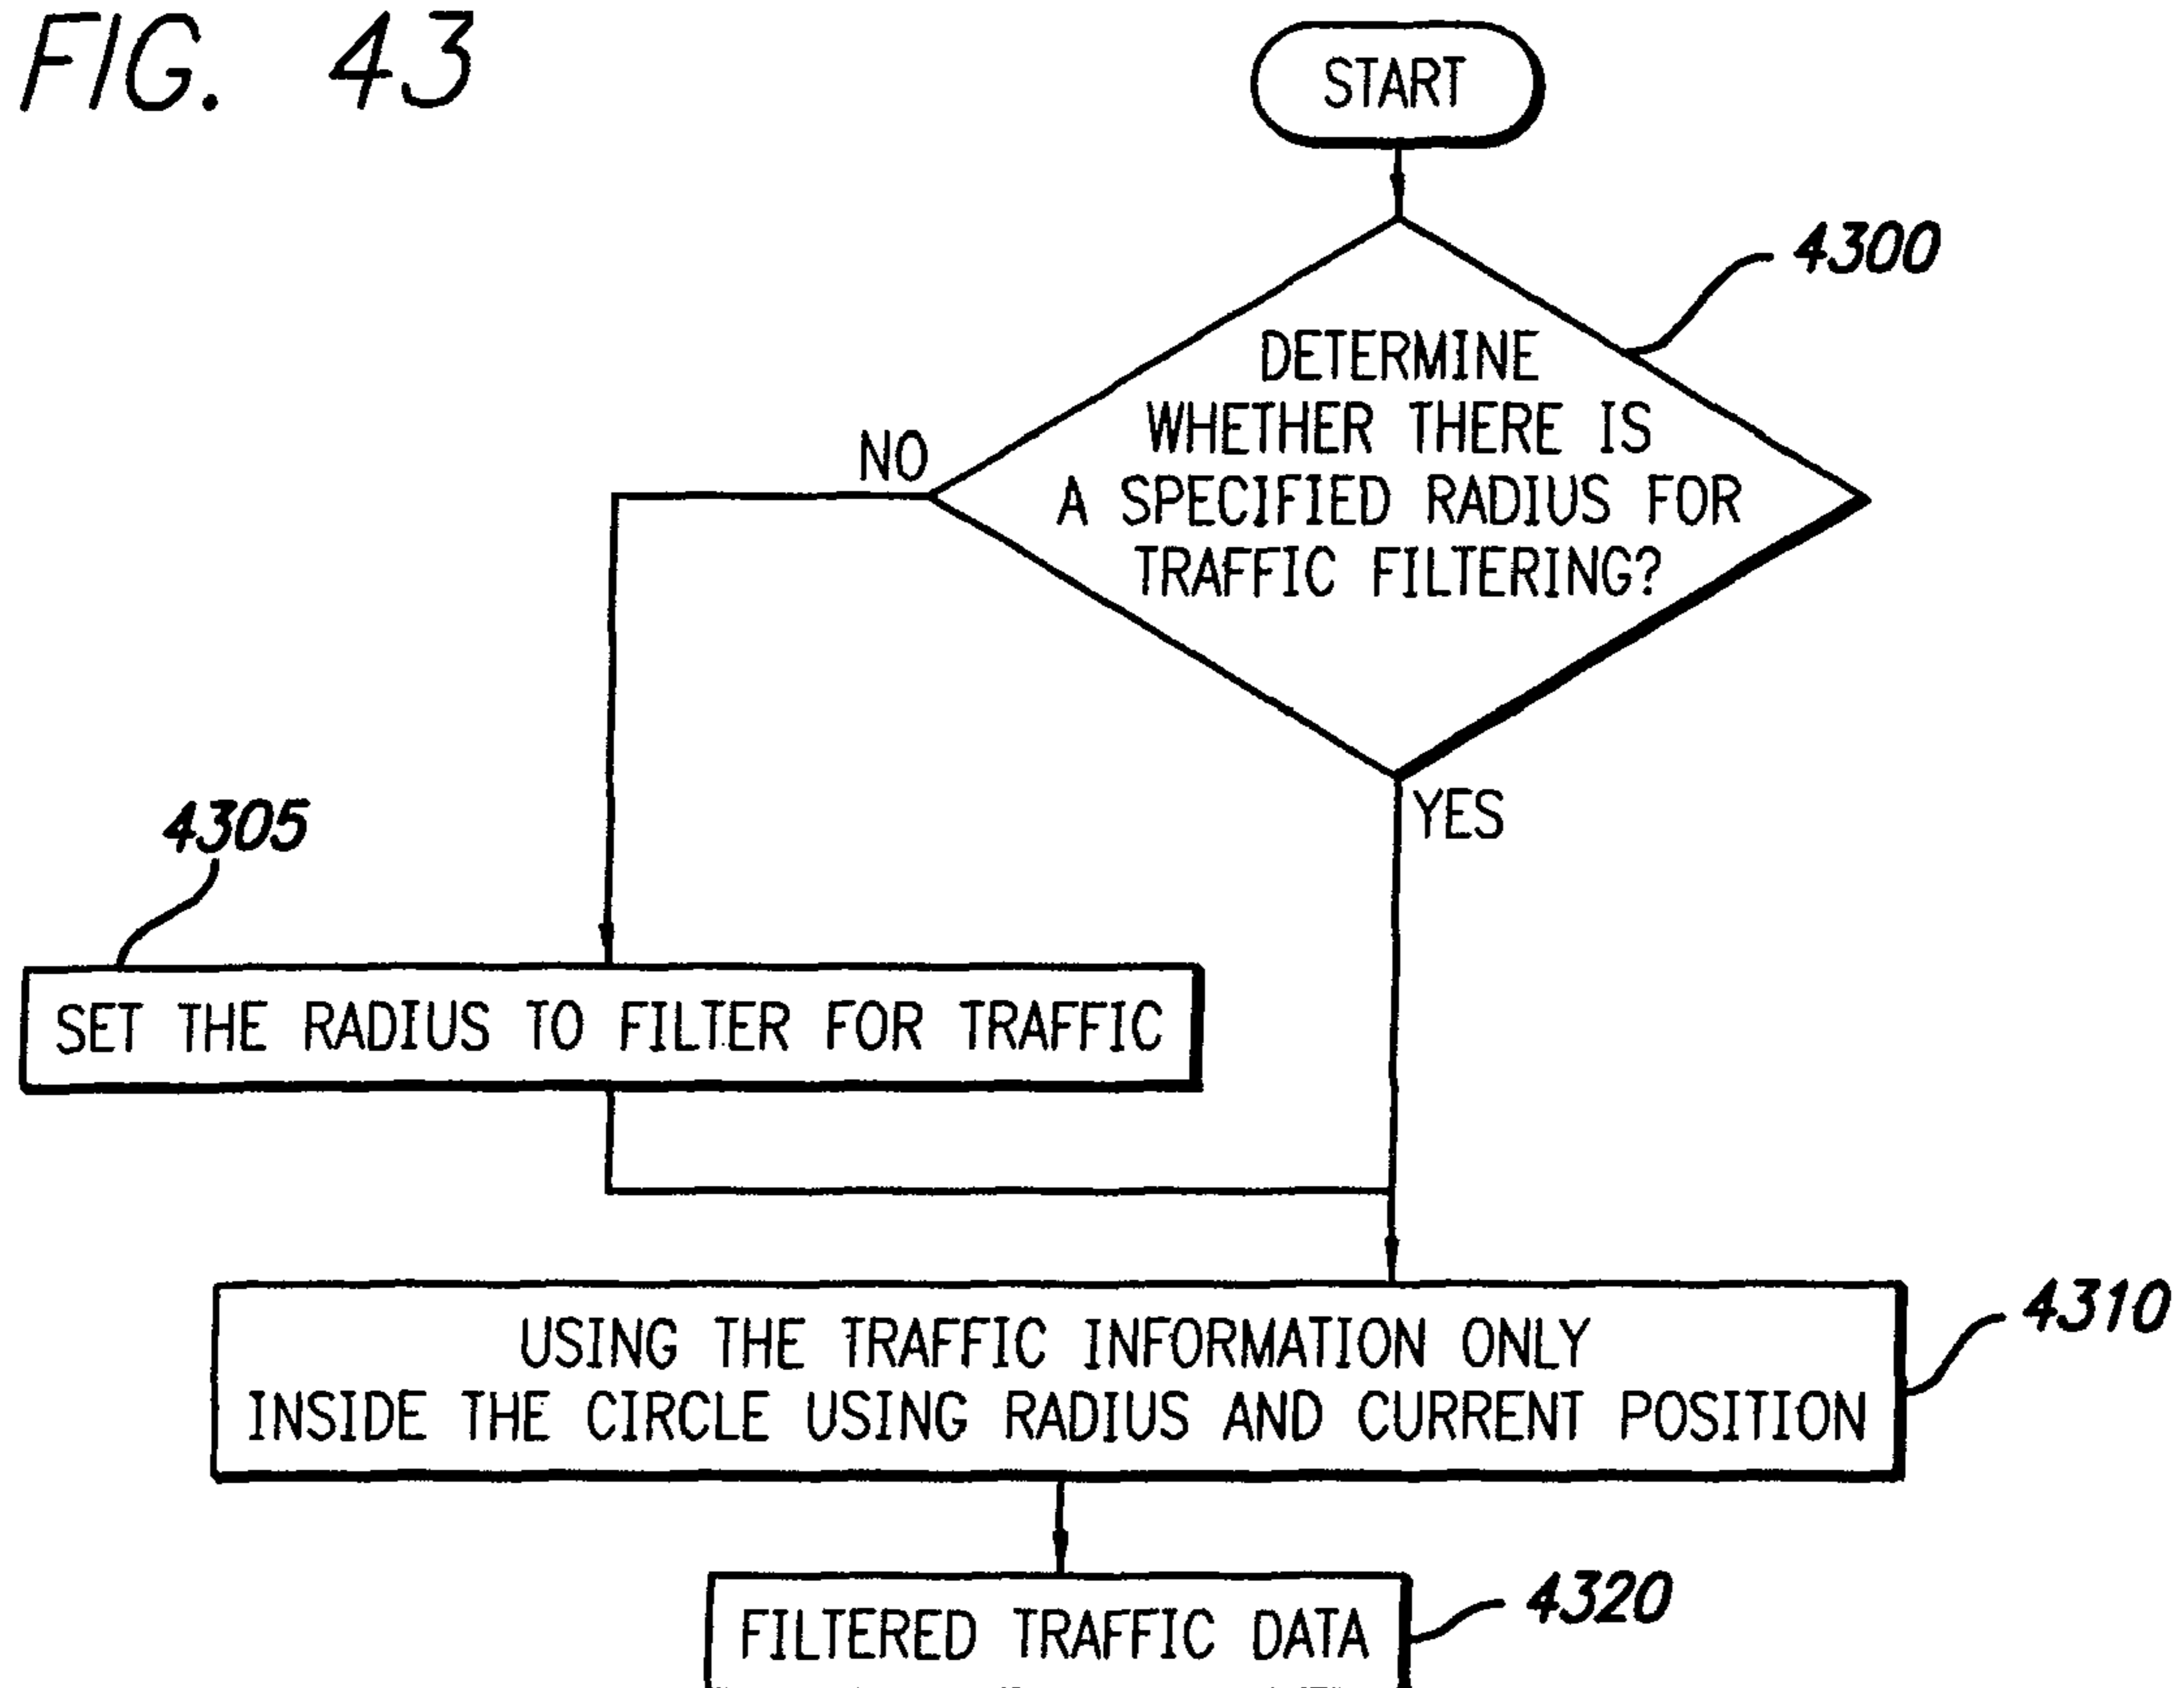 FIG. 43
START
4300
DETERMINE
WHETHER THERE IS
A SPECIFIED RADIUS FOR
TRAFFIC FILTERING?
NO
YES
4305
SET THE RADIUS TO FILTER FOR TRAFFIC
4310
USING THE TRAFFIC INFORMATION ONLY
INSIDE THE CIRCLE USING RADIUS AND CURRENT POSITION
4320
FILTERED TRAFFIC DATA